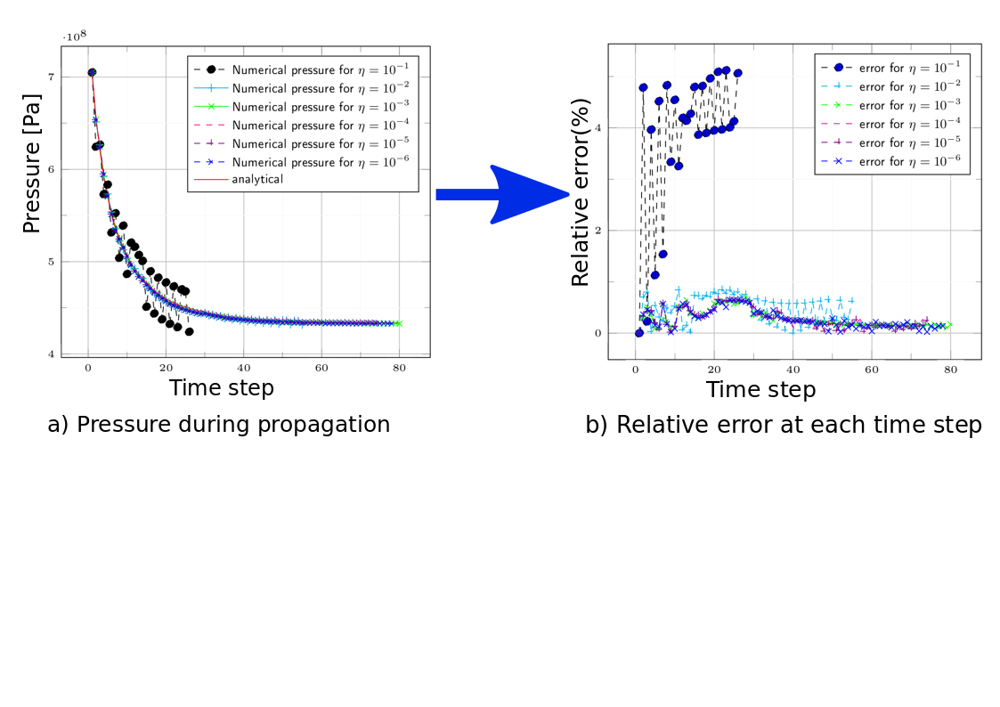 ·10⁸
7
6
5
4
0 20 40 60 80
Pressure [Pa]
Time step
Numerical pressure for η = 10⁻¹
Numerical pressure for η = 10⁻²
Numerical pressure for η = 10⁻³
Numerical pressure for η = 10⁻⁴
Numerical pressure for η = 10⁻⁵
Numerical pressure for η = 10⁻⁶
analytical
a) Pressure during propagation
4
2
0
0 20 40 60 80
Relative error(%)
Time step
error for η = 10⁻¹
error for η = 10⁻²
error for η = 10⁻³
error for η = 10⁻⁴
error for η = 10⁻⁵
error for η = 10⁻⁶
b) Relative error at each time step